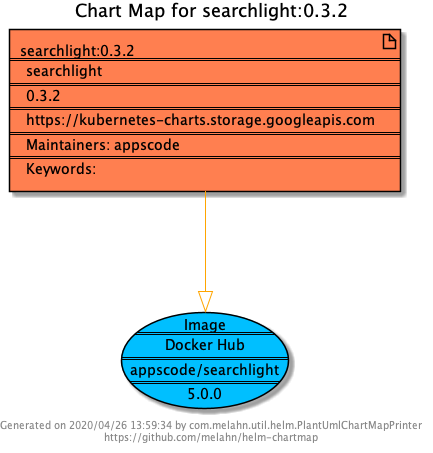 Chart Map for searchlight:0.3.2
searchlight:0.3.2
searchlight
0.3.2
https://kubernetes-charts.storage.googleapis.com
Maintainers: appscode
Keywords:
Image
Docker Hub
appscode/searchlight
5.0.0
Generated on 2020/04/26 13:59:34 by com.melahn.util.helm.PlantUmlChartMapPrinter
https://github.com/melahn/helm-chartmap